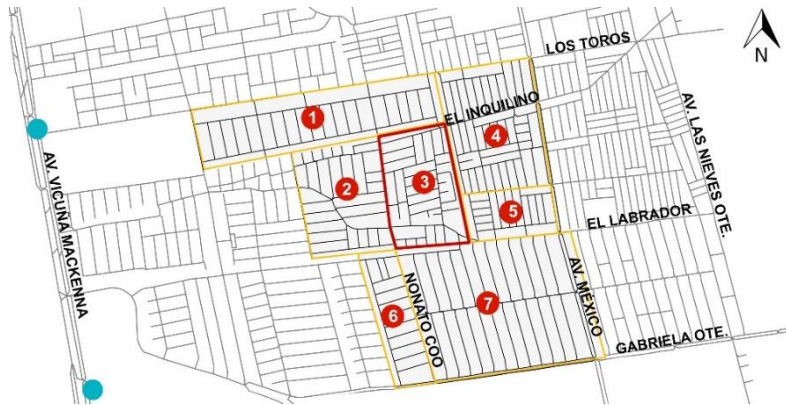 LOS TOROS
N
EL INQUILINO
1
4
AV. LAS NIEVES OTE.
AV. VICUÑA MACKENNA
2
3
5
EL LABRADOR
6
NONATO COO
7
AV. MÉXICO
GABRIELA OTE.